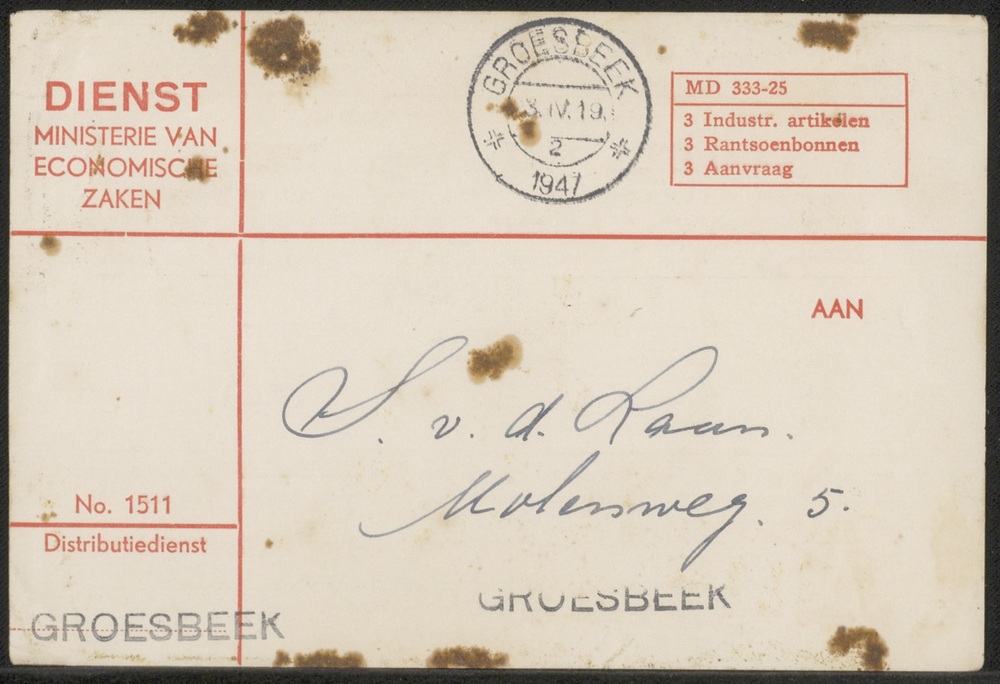 DIENST
MINISTERIE VAN
ECONOMISCHE
ZAKEN
GROESBEEK
3.IV.19.
2
1947
MD 333-25
3 Industr. artikelen
3 Rantsoenbonnen
3 Aanvraag
AAN
S. v. d. Raan.
Molenweg. 5.
GROESBEEK
No. 1511
Distributiedienst
GROESBEEK